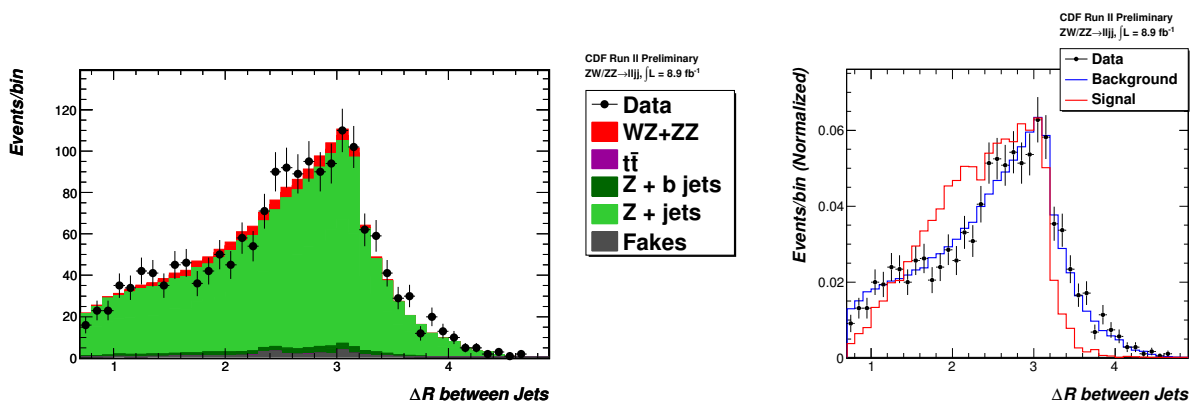 CDF Run II Preliminary
ZW/ZZ→lljj, ∫L = 8.9 fb⁻¹
Events/bin
120
100
80
60
40
20
0
1 2 3 4
ΔR between Jets
Data
WZ+ZZ
tt̄
Z + b jets
Z + jets
Fakes
CDF Run II Preliminary
ZW/ZZ→lljj, ∫L = 8.9 fb⁻¹
Data
Background
Signal
Events/bin (Normalized)
0.06
0.04
0.02
0.00
1 2 3 4
ΔR between Jets